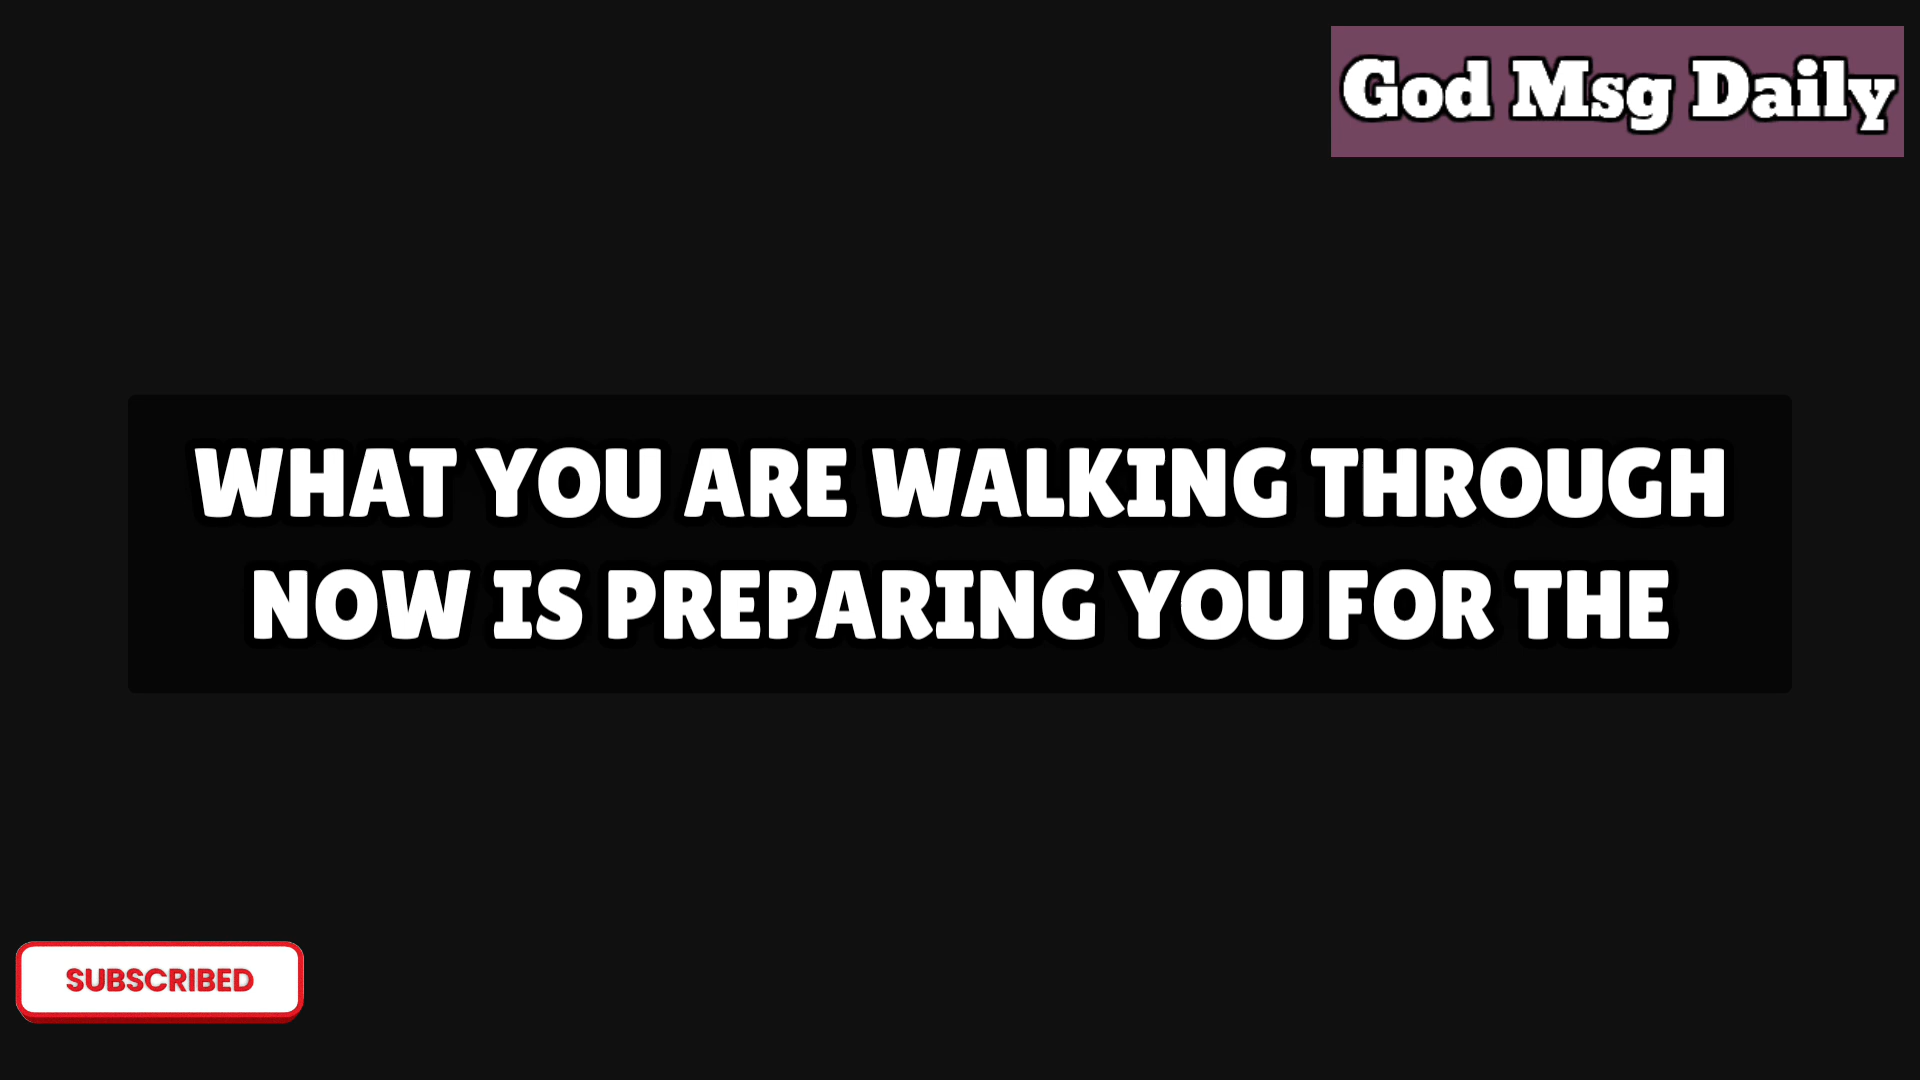 God Msg Daily
WHAT YOU ARE WALKING THROUGH
NOW IS PREPARING YOU FOR THE
SUBSCRIBED